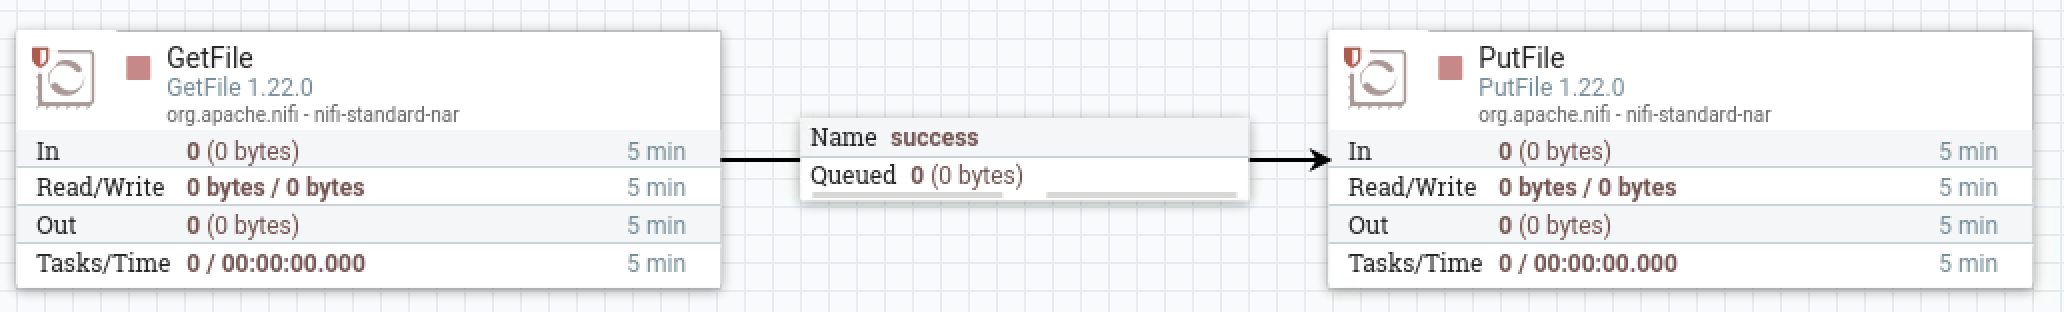 GetFile
GetFile 1.22.0
org.apache.nifi - nifi-standard-nar
In 0 (0 bytes) 5 min
Read/Write 0 bytes / 0 bytes 5 min
Out 0 (0 bytes) 5 min
Tasks/Time 0 / 00:00:00.000 5 min
Name success
Queued 0 (0 bytes)
PutFile
PutFile 1.22.0
org.apache.nifi - nifi-standard-nar
In 0 (0 bytes) 5 min
Read/Write 0 bytes / 0 bytes 5 min
Out 0 (0 bytes) 5 min
Tasks/Time 0 / 00:00:00.000 5 min